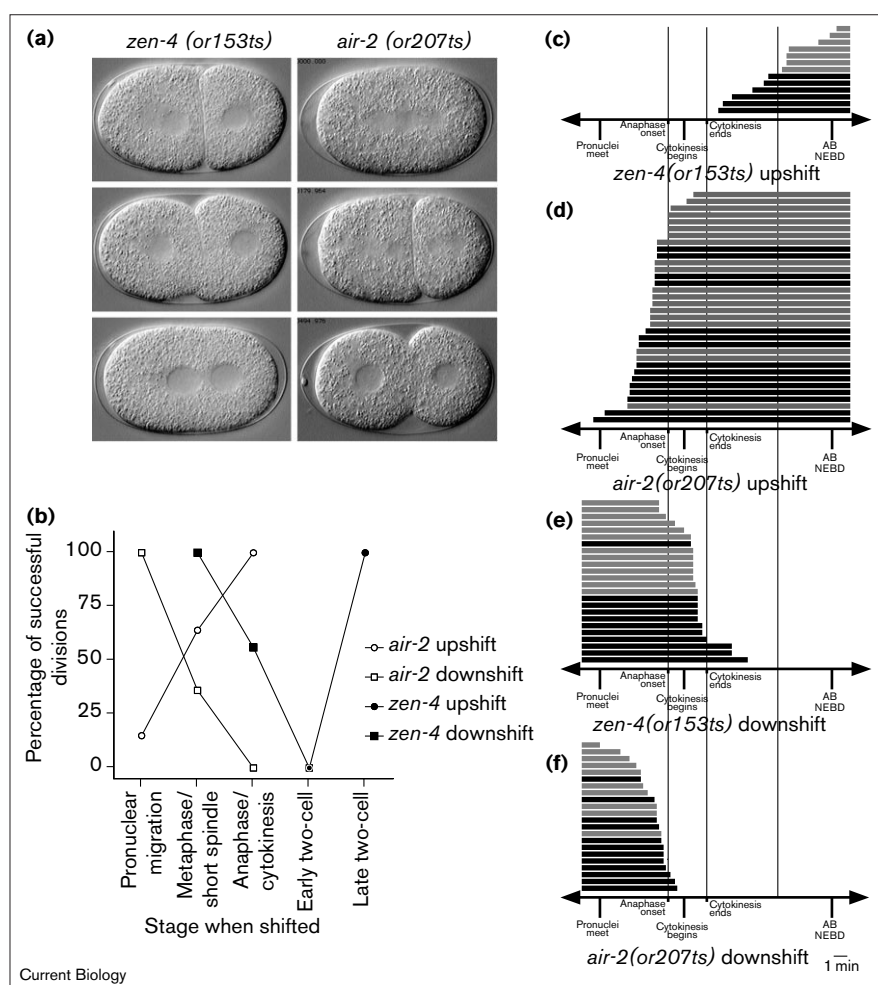 (a)
zen-4 (or153ts)
air-2 (or207ts)
(b)
Percentage of successful
divisions
100
75
50
25
0
air-2 upshift
air-2 downshift
zen-4 upshift
zen-4 downshift
Pronuclear
migration
Metaphase/
short spindle
Anaphase/
cytokinesis
Early two-cell
Late two-cell
Stage when shifted
(c)
Pronuclei
meet
Anaphase
onset
Cytokinesis
begins
Cytokinesis
ends
AB
NEBD
zen-4(or153ts) upshift
(d)
Pronuclei
meet
Anaphase
onset
Cytokinesis
begins
Cytokinesis
ends
AB
NEBD
air-2(or207ts) upshift
(e)
Pronuclei
meet
Anaphase
onset
Cytokinesis
begins
Cytokinesis
ends
AB
NEBD
zen-4(or153ts) downshift
(f)
Pronuclei
meet
Anaphase
onset
Cytokinesis
begins
Cytokinesis
ends
AB
NEBD
air-2(or207ts) downshift
1 min
Current Biology